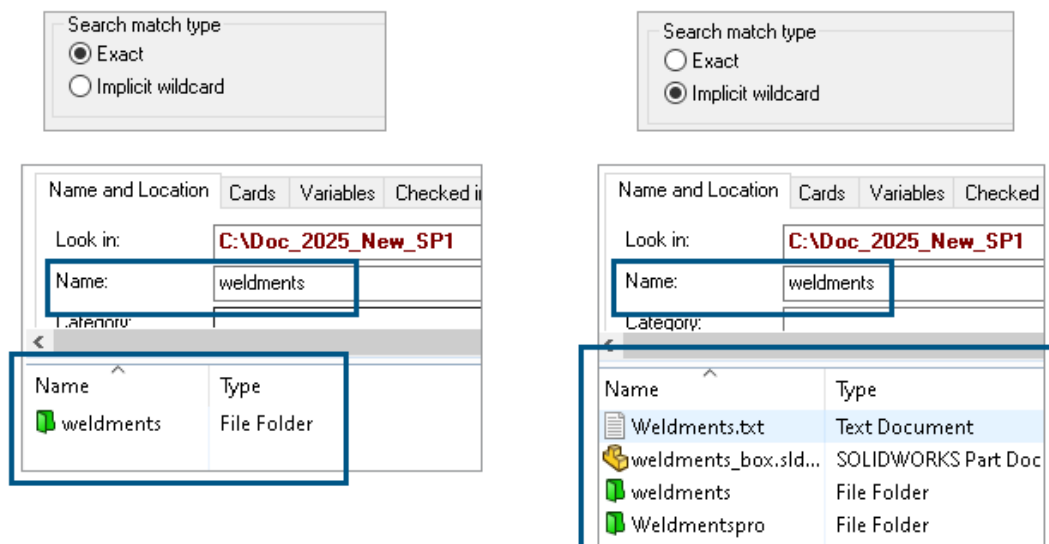 Search match type
Exact
Implicit wildcard
Name and Location Cards Variables Checked
Look in: C:\Doc_2025_New_SP1
Name: weldments
Category:
Name Type
weldments File Folder
Search match type
Exact
Implicit wildcard
Name and Location Cards Variables Checked
Look in: C:\Doc_2025_New_SP1
Name: weldments
Category:
Name Type
Weldments.txt Text Document
weldments_box.sld... SOLIDWORKS Part Doc
weldments File Folder
Weldmentspro File Folder